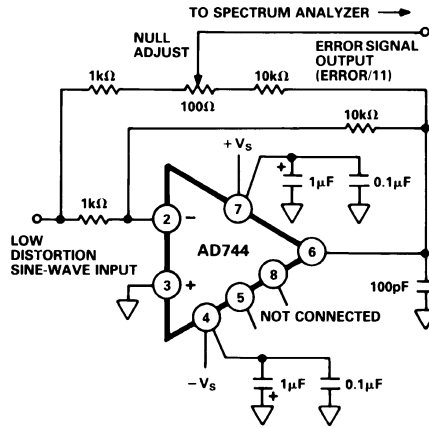 TO SPECTRUM ANALYZER
NULL
ADJUST
ERROR SIGNAL
OUTPUT
(ERROR/11)
1kΩ
100Ω
10kΩ
10kΩ
+VS
+
1µF
0.1µF
1kΩ
2
–
7
LOW
DISTORTION
SINE-WAVE INPUT
AD744
6
3
+
8
5
4
NOT CONNECTED
100pF
–VS
1µF
+
0.1µF